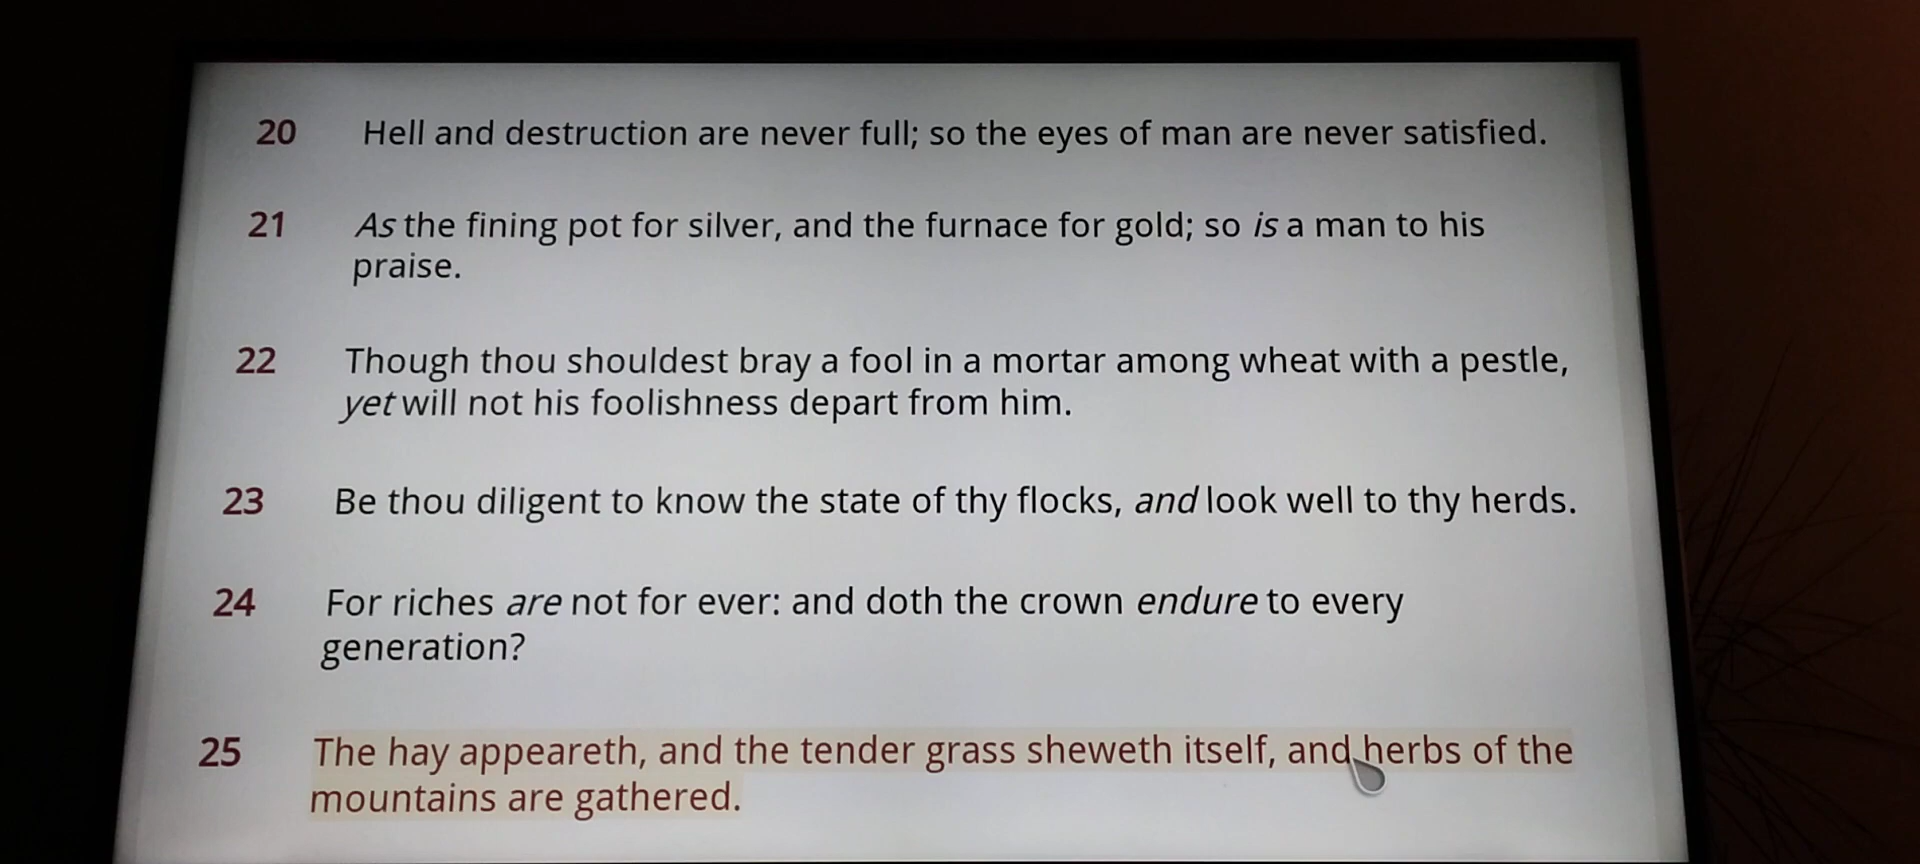 20 Hell and destruction are never full; so the eyes of man are never satisfied.
21 As the fining pot for silver, and the furnace for gold; so is a man to his
praise.
22 Though thou shouldest bray a fool in a mortar among wheat with a pestle,
yet will not his foolishness depart from him.
23 Be thou diligent to know the state of thy flocks, and look well to thy herds.
24 For riches are not for ever: and doth the crown endure to every
generation?
25 The hay appeareth, and the tender grass sheweth itself, and herbs of the
mountains are gathered.